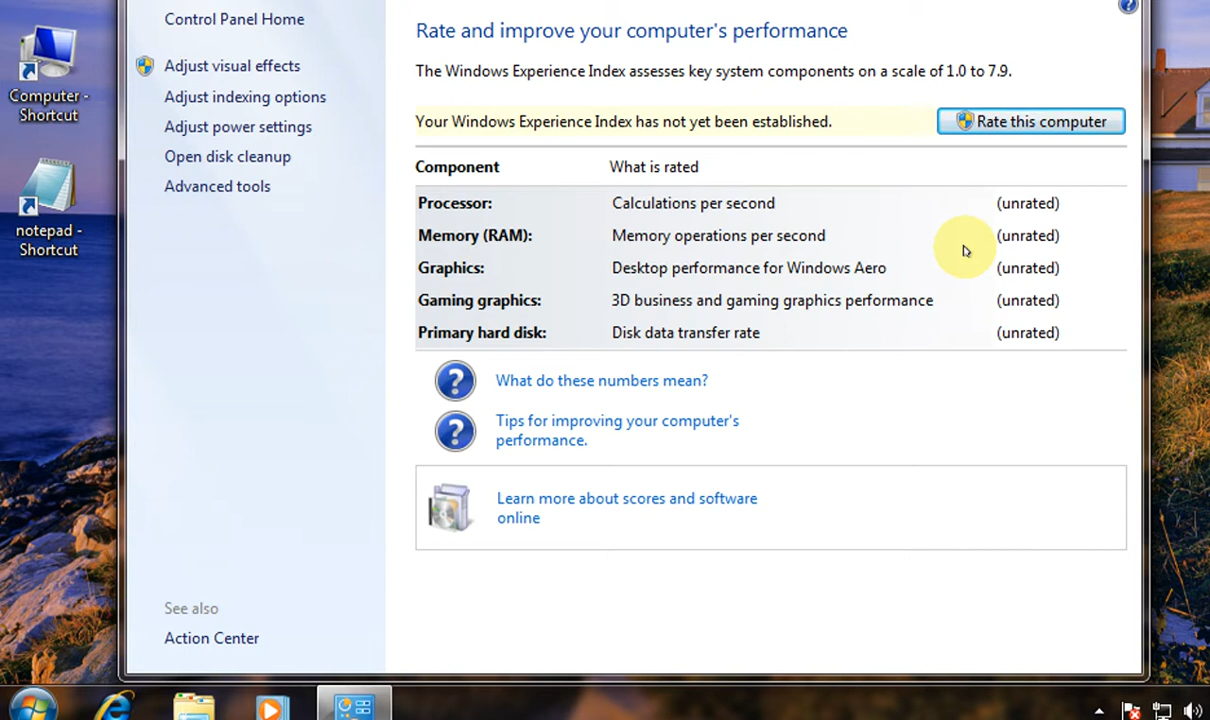 Control Panel Home
Adjust visual effects
Adjust indexing options
Adjust power settings
Open disk cleanup
Advanced tools
See also
Action Center
Computer -
Shortcut
notepad -
Shortcut
Rate and improve your computer's performance
The Windows Experience Index assesses key system components on a scale of 1.0 to 7.9.
Your Windows Experience Index has not yet been established. Rate this computer
Component What is rated
Processor: Calculations per second (unrated)
Memory (RAM): Memory operations per second (unrated)
Graphics: Desktop performance for Windows Aero (unrated)
Gaming graphics: 3D business and gaming graphics performance (unrated)
Primary hard disk: Disk data transfer rate (unrated)
What do these numbers mean?
Tips for improving your computer's
performance.
Learn more about scores and software
online